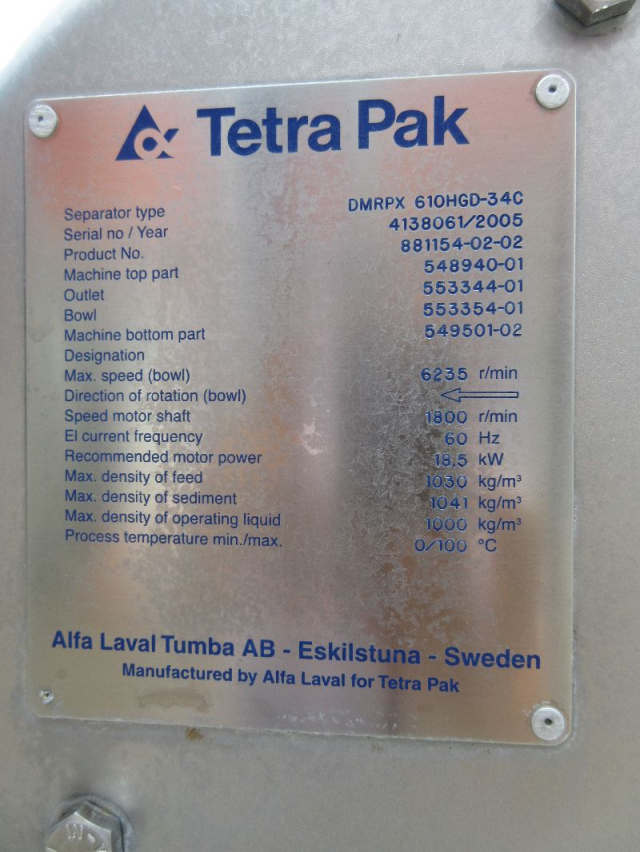 Tetra Pak
Separator type DMRPX 610HGD-34C
Serial no / Year 4138061/2005
Product No. 881154-02-02
Machine top part 548940-01
Outlet 553344-01
Bowl 553354-01
Machine bottom part 549501-02
Designation
Max. speed (bowl) 6235 r/min
Direction of rotation (bowl)
Speed motor shaft 1800 r/min
El current frequency 60 Hz
Recommended motor power 18,5 kW
Max. density of feed 1030 kg/m³
Max. density of sediment 1041 kg/m³
Max. density of operating liquid 1000 kg/m³
Process temperature min./max. 0/100 °C
Alfa Laval Tumba AB - Eskilstuna - Sweden
Manufactured by Alfa Laval for Tetra Pak